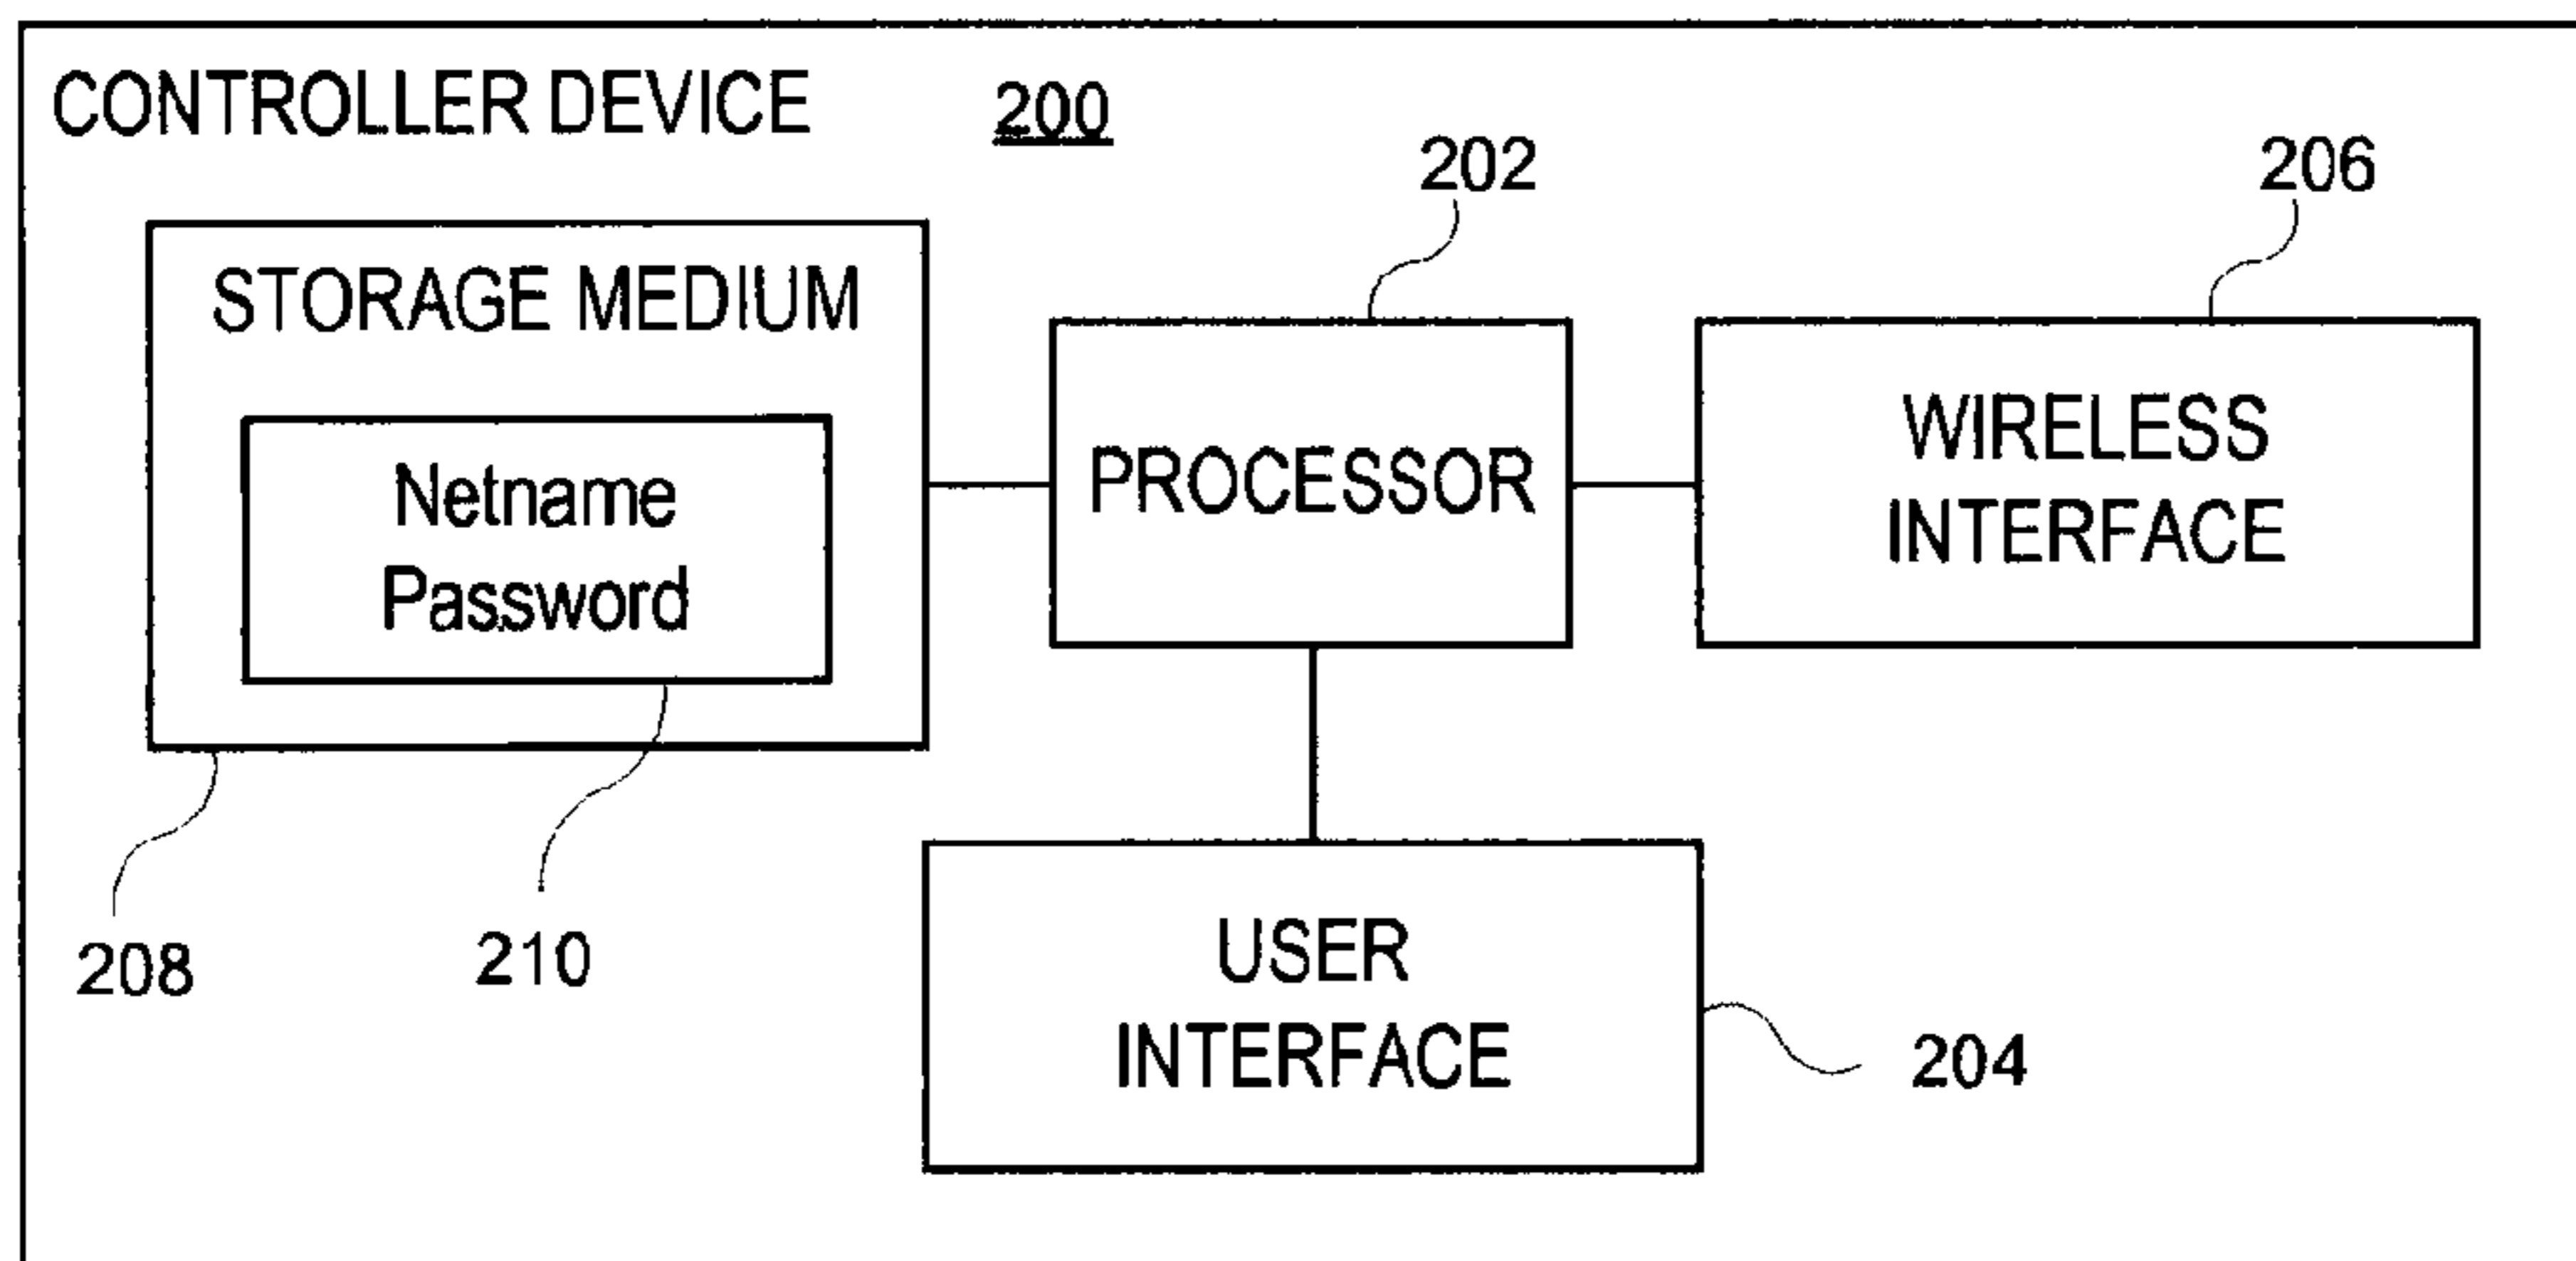 CONTROLLER DEVICE 200
202
206
STORAGE MEDIUM
Netname
Password
PROCESSOR
WIRELESS
INTERFACE
208
210
USER
INTERFACE
204